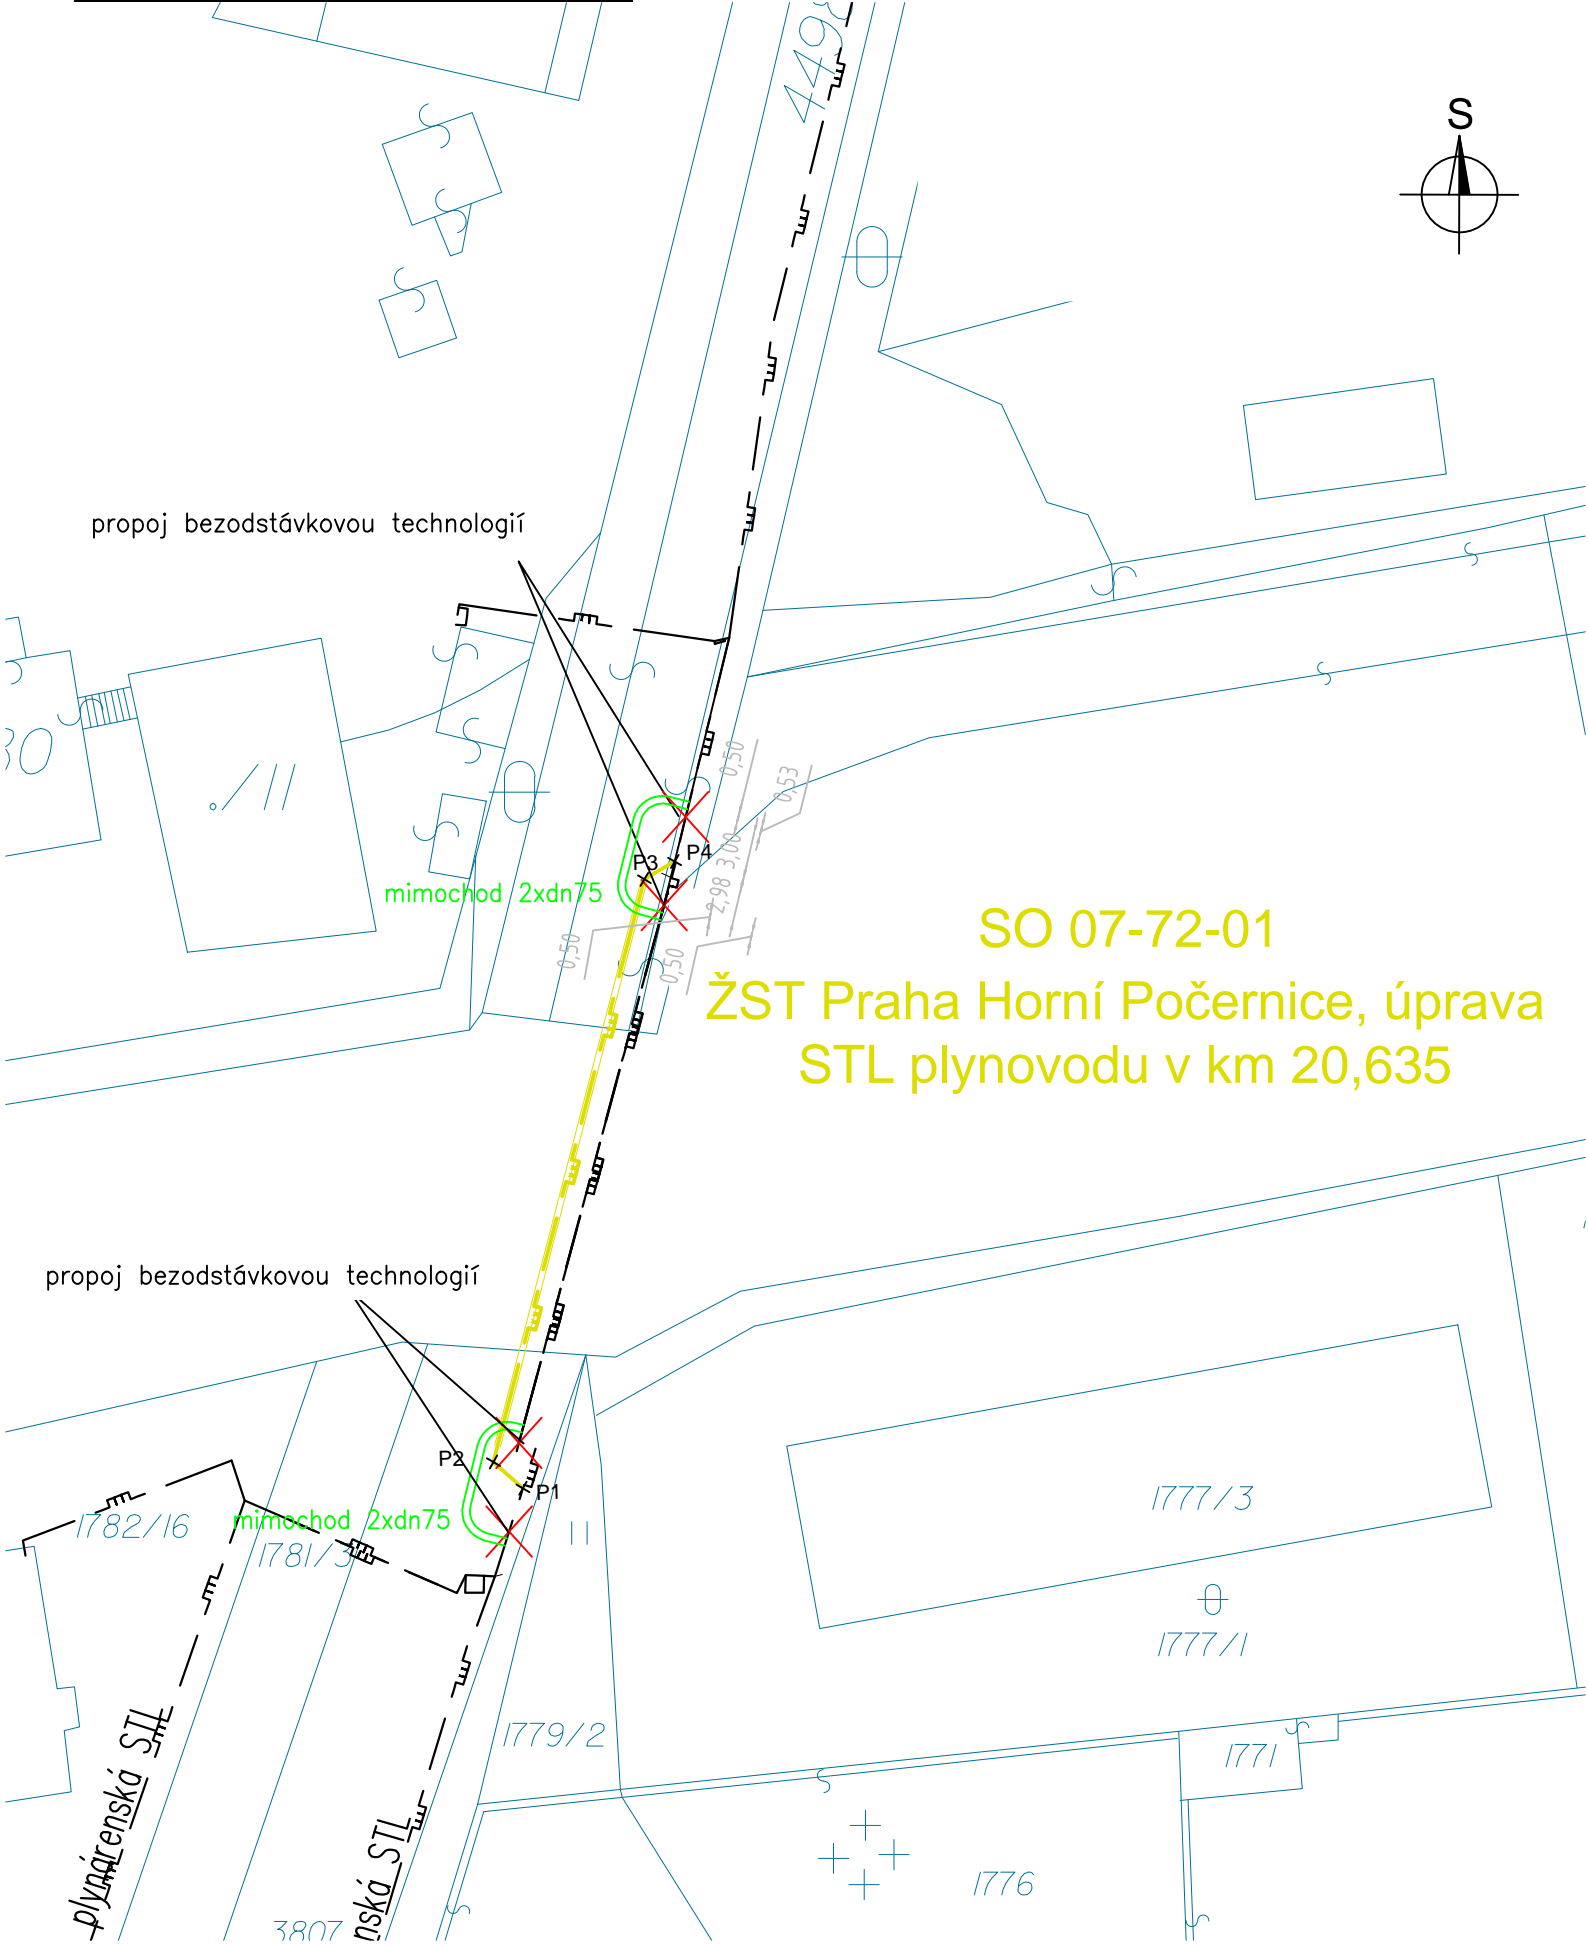 S
propoj bezodstávkovou technologií
0,50
0,53
P3
P4
3,00
2,98
mimochod 2xdn75
0,50
0,50
SO 07-72-01
ŽST Praha Horní Počernice, úprava
STL plynovodu v km 20,635
propoj bezodstávkovou technologií
P2
P1
1777/3
mimochod 2xdn75
1782/16
1781/3
1777/1
plynárenská STL
1779/2
1771
nská STL
1776
3807